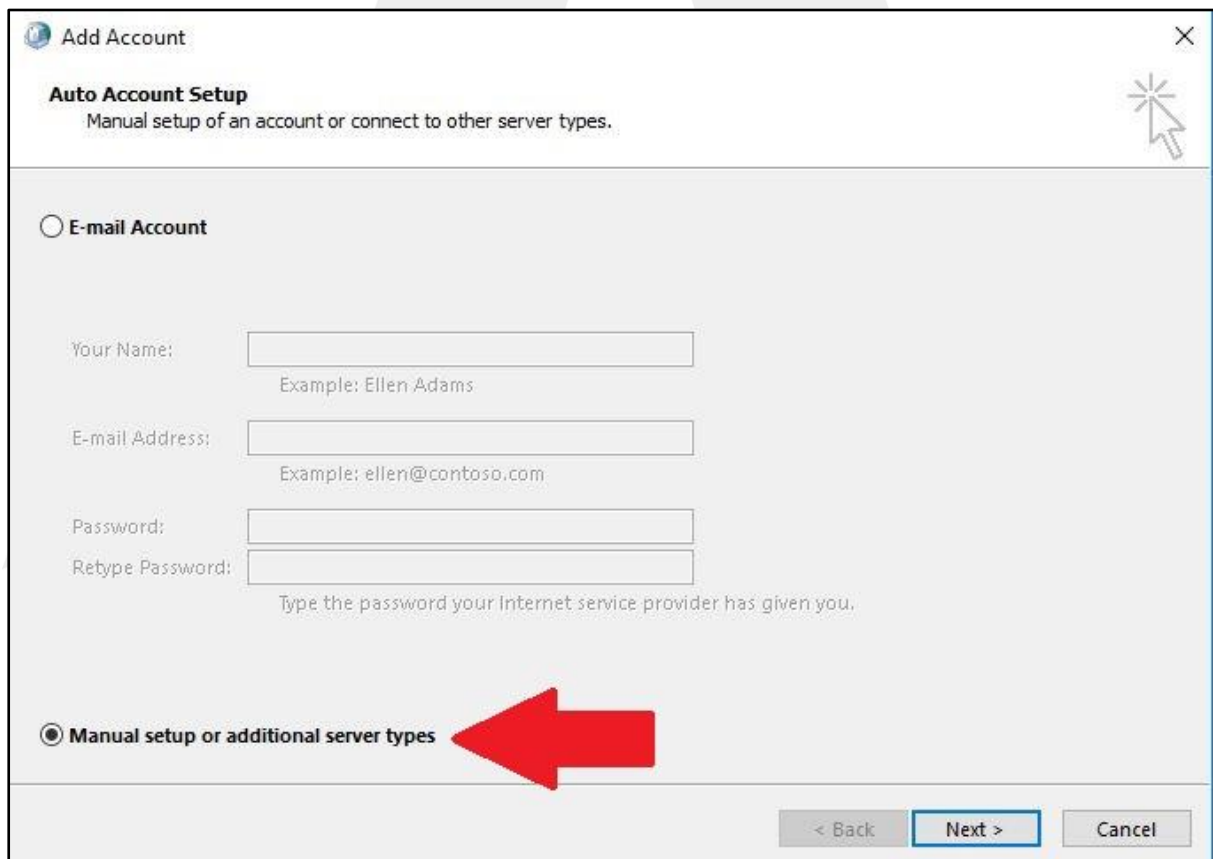 Add Account
Auto Account Setup
Manual setup of an account or connect to other server types.
E-mail Account
Your Name:
Example: Ellen Adams
E-mail Address:
Example: ellen@contoso.com
Password:
Retype Password:
Type the password your Internet service provider has given you.
Manual setup or additional server types
< Back Next > Cancel